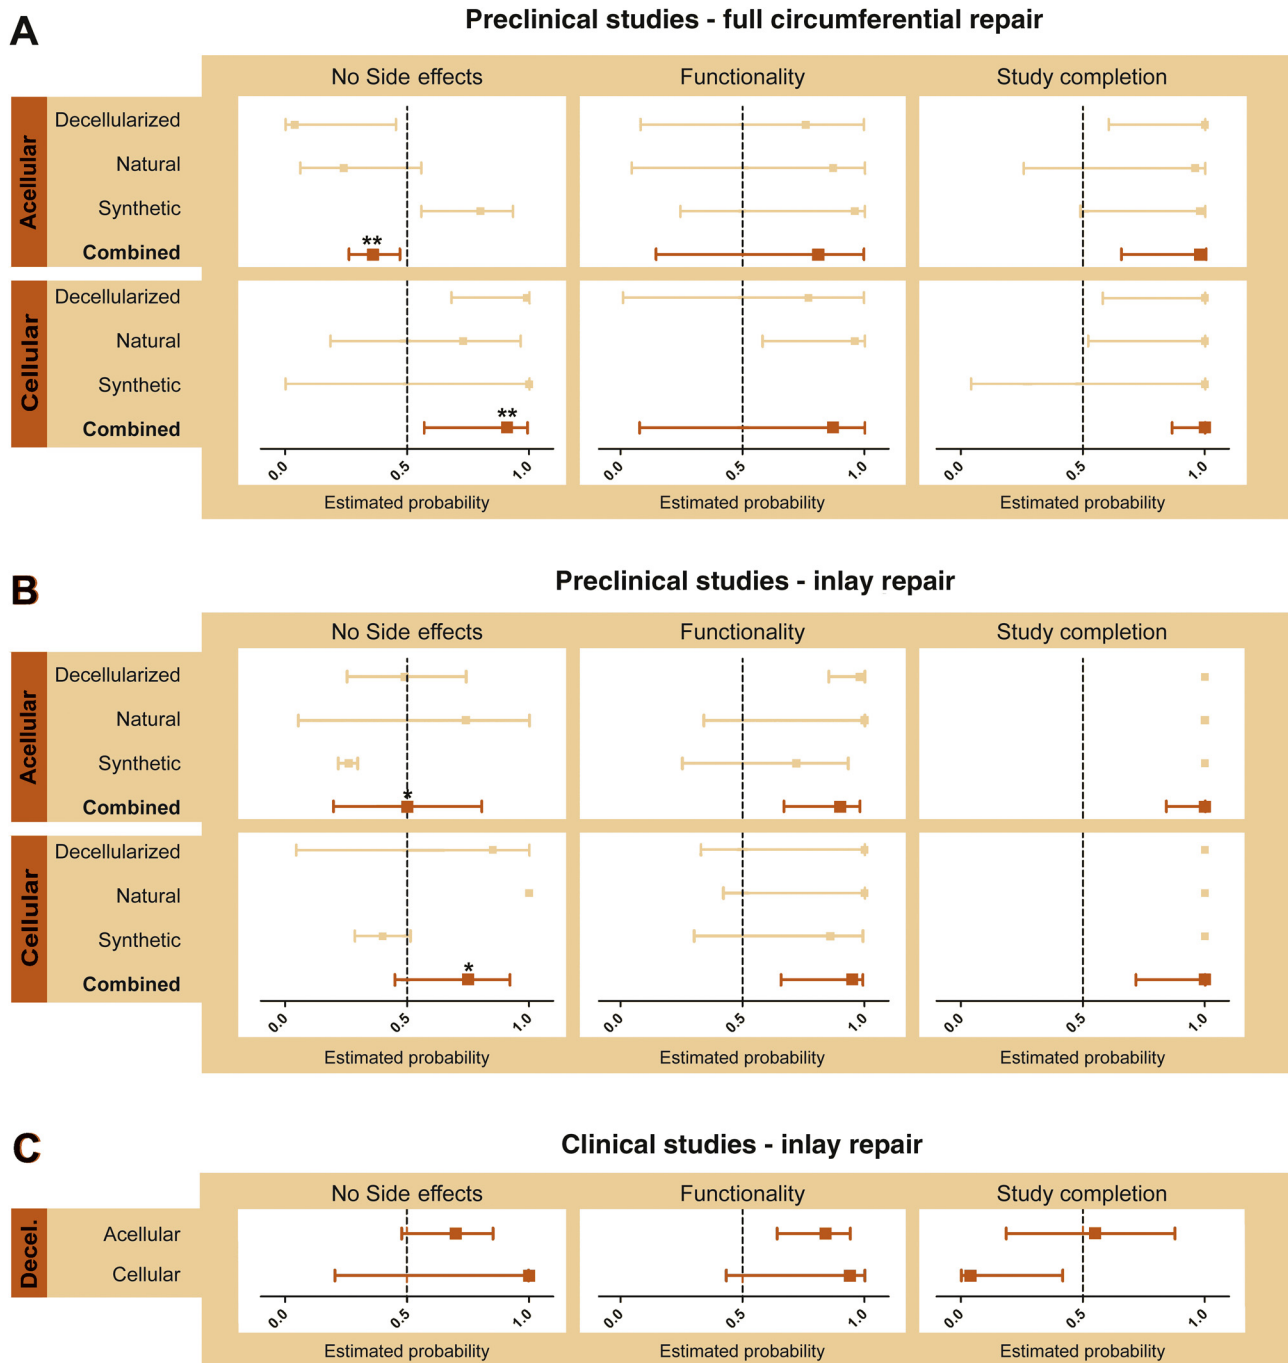 A
Preclinical studies - full circumferential repair
No Side effects
Functionality
Study completion
Acellular
Decellularized
Natural
Synthetic
Combined
**
Cellular
Decellularized
Natural
Synthetic
Combined
**
0.0 0.5 1.0
0.0 0.5 1.0
0.0 0.5 1.0
Estimated probability
Estimated probability
Estimated probability
B
Preclinical studies - inlay repair
No Side effects
Functionality
Study completion
Acellular
Decellularized
Natural
Synthetic
Combined
*
Cellular
Decellularized
Natural
Synthetic
Combined
*
0.0 0.5 1.0
0.0 0.5 1.0
0.0 0.5 1.0
Estimated probability
Estimated probability
Estimated probability
C
Clinical studies - inlay repair
No Side effects
Functionality
Study completion
Decel.
Acellular
Cellular
0.0 0.5 1.0
0.0 0.5 1.0
0.0 0.5 1.0
Estimated probability
Estimated probability
Estimated probability